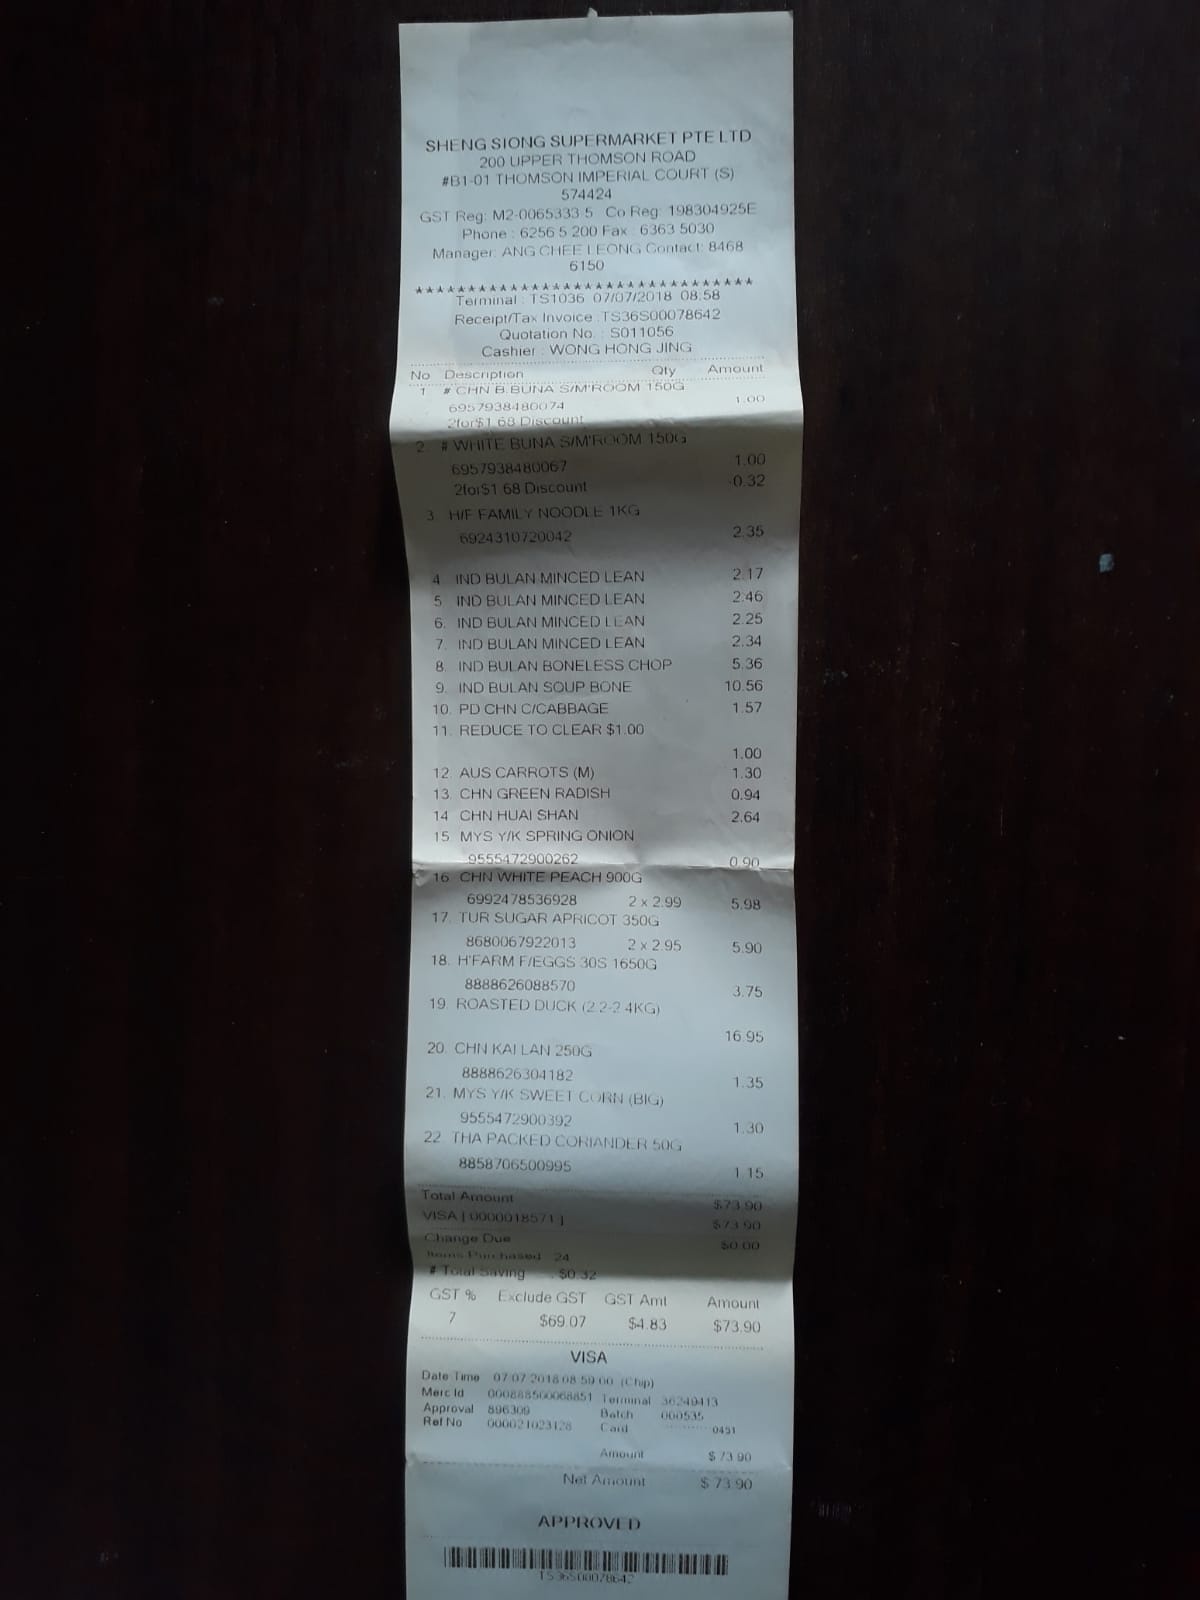 SHENG SIONG SUPERMARKET PTE LTD
200 UPPER THOMSON ROAD
#B1-01 THOMSON IMPERIAL COURT (S)
574424
GST Reg: M2-0065333 5 Co Reg: 198304925E
Phone : 6256 5 200 Fax : 6363 5030
Manager: ANG CHEE LEONG Contact: 8468
6150
********************************
Terminal : TS1036 07/07/2018 08:58
Receipt/Tax Invoice : TS36S00078642
Quotation No. : S011056
Cashier : WONG HONG JING
No Description Qty Amount
1 # CHN B.BUNA S/M'ROOM 150G
6957938480074 1.00
2for$1.68 Discount
2. # WHITE BUNA S/M'ROOM 150G
6957938480067 1.00
2for$1.68 Discount -0.32
3. H/F FAMILY NOODLE 1KG
6924310720042 2.35
4 IND BULAN MINCED LEAN 2.17
5 IND BULAN MINCED LEAN 2.46
6. IND BULAN MINCED LEAN 2.25
7. IND BULAN MINCED LEAN 2.34
8. IND BULAN BONELESS CHOP 5.36
9. IND BULAN SOUP BONE 10.56
10. PD CHN C/CABBAGE 1.57
11. REDUCE TO CLEAR $1.00
1.00
12. AUS CARROTS (M) 1.30
13. CHN GREEN RADISH 0.94
14 CHN HUAI SHAN 2.64
15 MYS Y/K SPRING ONION
9555472900262 0.90
16 CHN WHITE PEACH 900G
6992478536928 2 x 2.99 5.98
17. TUR SUGAR APRICOT 350G
8680067922013 2 x 2.95 5.90
18. H'FARM F/EGGS 30S 1650G
8888626088570 3.75
19. ROASTED DUCK (2.2-2.4KG)
16.95
20. CHN KAI LAN 250G
8888626304182 1.35
21. MYS Y/K SWEET CORN (BIG)
9555472900392 1.30
22 THA PACKED CORIANDER 50G
8858706500995 1.15
Total Amount $73.90
VISA [ 0000018571 ] $73.90
Change Due $0.00
Items Purchased 24
# Total Saving : $0.32
GST % Exclude GST GST Amt Amount
7 $69.07 $4.83 $73.90
VISA
Date Time 07.07.2018 08:59:00 (Chip)
Merc Id 000888500068851 Terminal 36249413
Approval 896309 Batch 000535
Ref No 000021023128 Card 0451
Amount $ 73.90
Net Amount $ 73.90
APPROVED
TS36S00078642